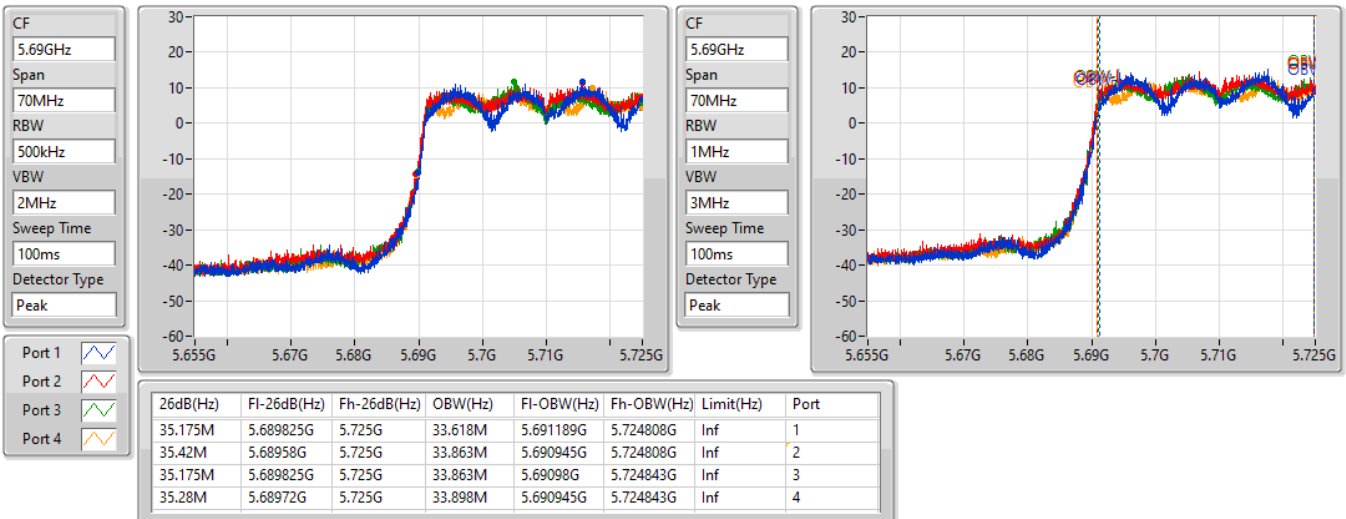 CF
5.69GHz
Span
70MHz
RBW
500kHz
VBW
2MHz
Sweep Time
100ms
Detector Type
Peak
30
20
10
0
-10
-20
-30
-40
-50
-60
5.655G 5.67G 5.68G 5.69G 5.7G 5.71G 5.725G
CF
5.69GHz
Span
70MHz
RBW
1MHz
VBW
3MHz
Sweep Time
100ms
Detector Type
Peak
30
20
10
0
-10
-20
-30
-40
-50
-60
5.655G 5.67G 5.68G 5.69G 5.7G 5.71G 5.725G
Port 1
Port 2
Port 3
Port 4
26dB(Hz) Fl-26dB(Hz) Fh-26dB(Hz) OBW(Hz) Fl-OBW(Hz) Fh-OBW(Hz) Limit(Hz) Port
35.175M 5.689825G 5.725G 33.618M 5.691189G 5.724808G Inf 1
35.42M 5.68958G 5.725G 33.863M 5.690945G 5.724808G Inf 2
35.175M 5.689825G 5.725G 33.863M 5.69098G 5.724843G Inf 3
35.28M 5.68972G 5.725G 33.898M 5.690945G 5.724843G Inf 4